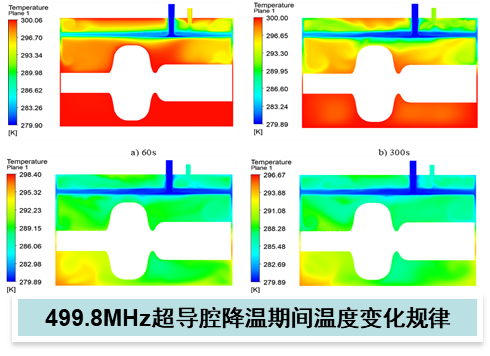 Temperature
Plane 1
300.06
296.70
293.34
289.98
286.62
283.26
279.90
[K]
a) 60s
Temperature
Plane 1
300.00
296.65
293.30
289.95
286.60
283.24
279.89
[K]
b) 300s
Temperature
Plane 1
298.40
295.32
292.23
289.15
286.06
282.98
279.89
[K]
Temperature
Plane 1
296.67
293.88
291.08
288.28
285.48
282.69
279.89
[K]
499.8MHz超导腔降温期间温度变化规律